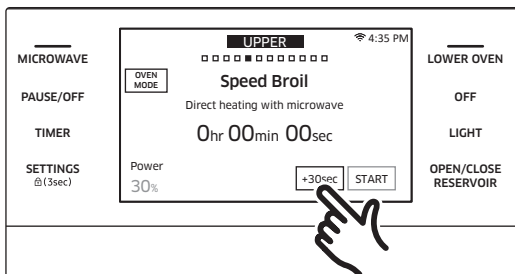 MICROWAVE
PAUSE/OFF
TIMER
SETTINGS
(3sec)
UPPER
4:35 PM
OVEN
MODE
Speed Broil
Direct heating with microwave
0hr 00min 00sec
Power
30%
+30sec
START
LOWER OVEN
OFF
LIGHT
OPEN/CLOSE
RESERVOIR